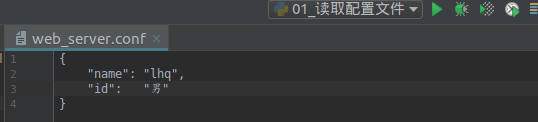 01_读取配置文件
web_server.conf
1 {
2 "name": "lhq",
3 "id": "男"
4 }